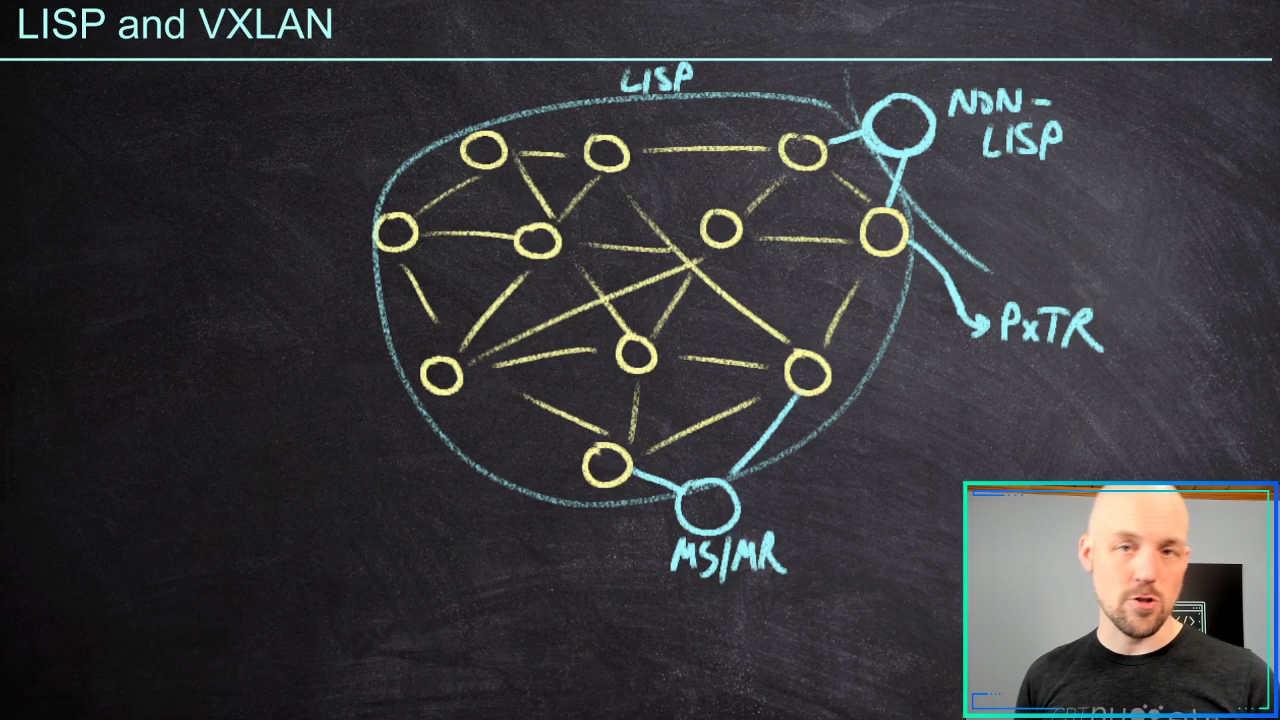 LISP and VXLAN
LISP
NON-
LISP
PxTR
MS/MR